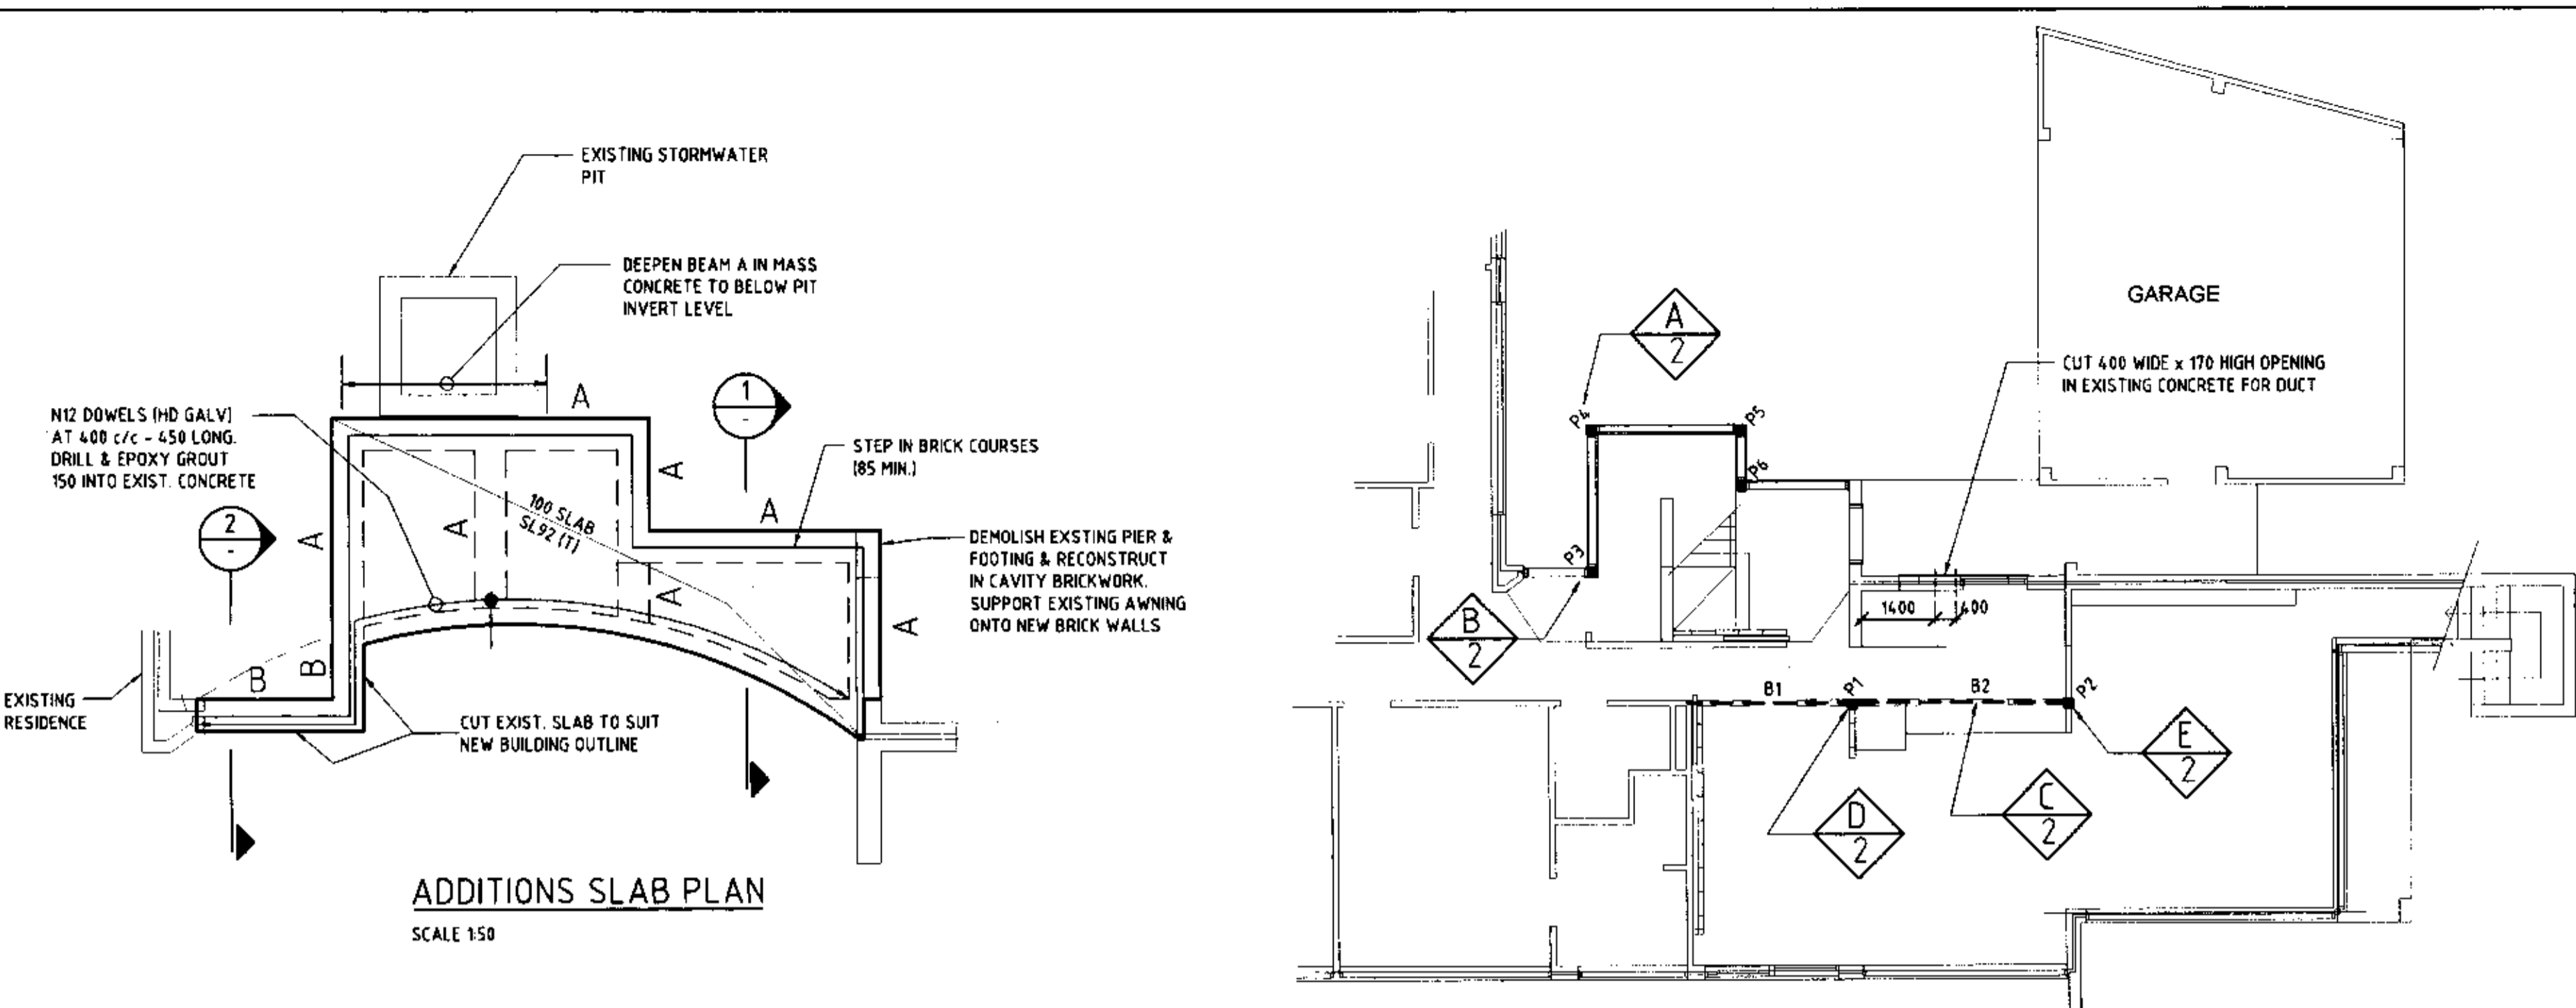 EXISTING STORMWATER
PIT
DEEPEN BEAM A IN MASS
CONCRETE TO BELOW PIT
INVERT LEVEL
N12 DOWELS (HD GALV)
AT 400 c/c - 450 LONG.
DRILL & EPOXY GROUT
150 INTO EXIST. CONCRETE
A
1
-
STEP IN BRICK COURSES
(85 MIN.)
A
A
2
-
A
A
100 SLAB
SL92 (T)
DEMOLISH EXSTING PIER &
FOOTING & RECONSTRUCT
IN CAVITY BRICKWORK.
SUPPORT EXISTING AWNING
ONTO NEW BRICK WALLS
A
A
B
B
EXISTING
RESIDENCE
CUT EXIST. SLAB TO SUIT
NEW BUILDING OUTLINE
ADDITIONS SLAB PLAN
SCALE 1:50
GARAGE
A
2
CUT 400 WIDE x 170 HIGH OPENING
IN EXISTING CONCRETE FOR DUCT
P4
P5
P6
P3
B
2
1400
400
B1
P1
B2
P2
E
2
C
2
D
2